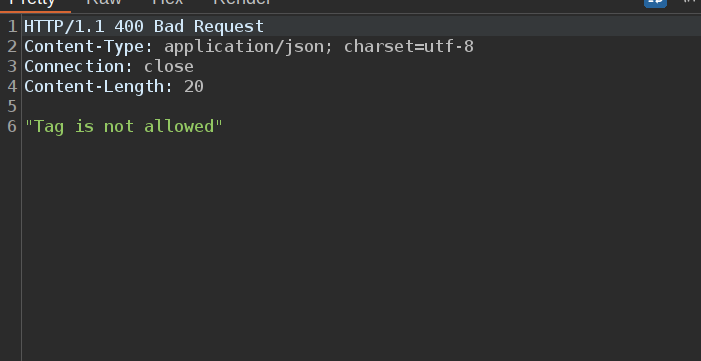 Pretty Raw Hex Render
1 HTTP/1.1 400 Bad Request
2 Content-Type: application/json; charset=utf-8
3 Connection: close
4 Content-Length: 20
5
6 "Tag is not allowed"